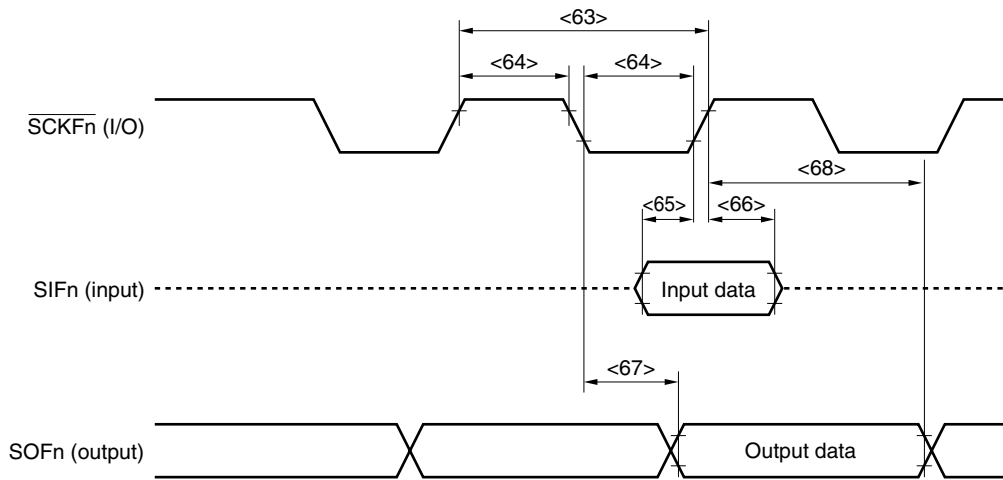 <63>
<64> <64>
SCKFn (I/O)
<68>
<65> <66>
SIFn (input) Input data
<67>
SOFn (output) Output data